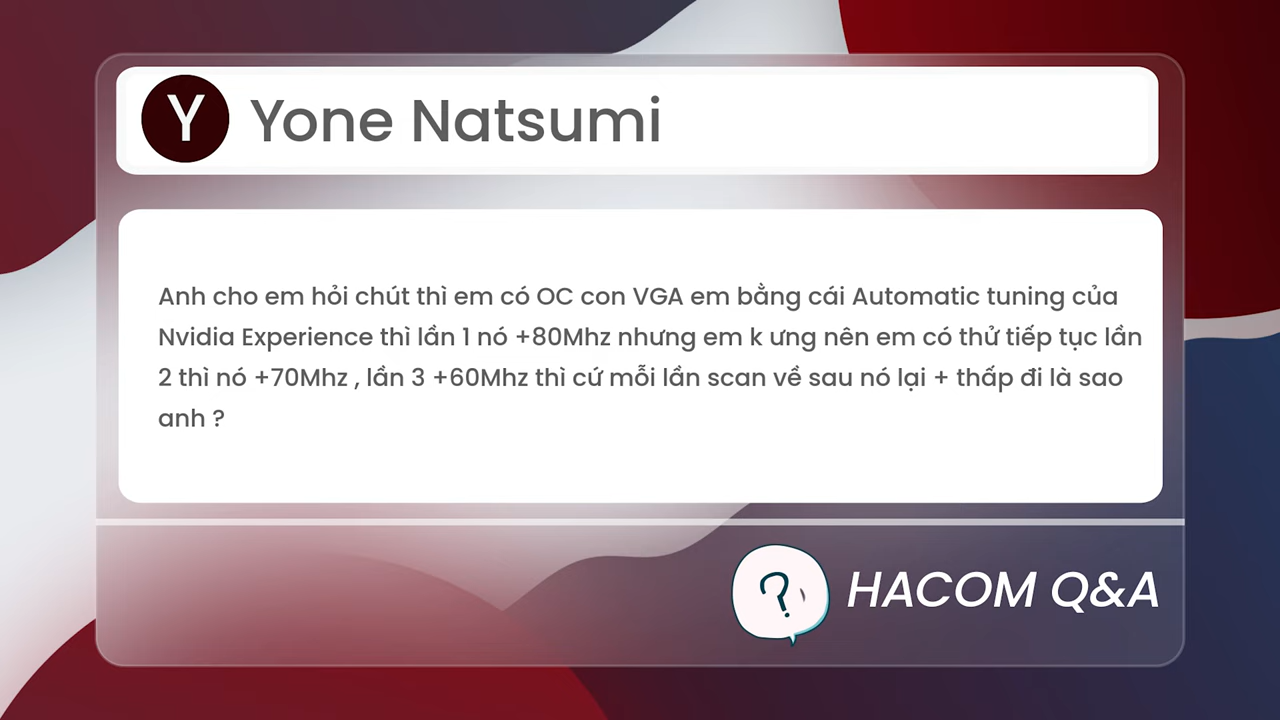 Y
Yone Natsumi
Anh cho em hỏi chút thì em có OC con VGA em bằng cái Automatic tuning của
Nvidia Experience thì lần 1 nó +80Mhz nhưng em k ưng nên em có thử tiếp tục lần
2 thì nó +70Mhz , lần 3 +60Mhz thì cứ mỗi lần scan về sau nó lại + thấp đi là sao
anh ?
?
HACOM Q&A